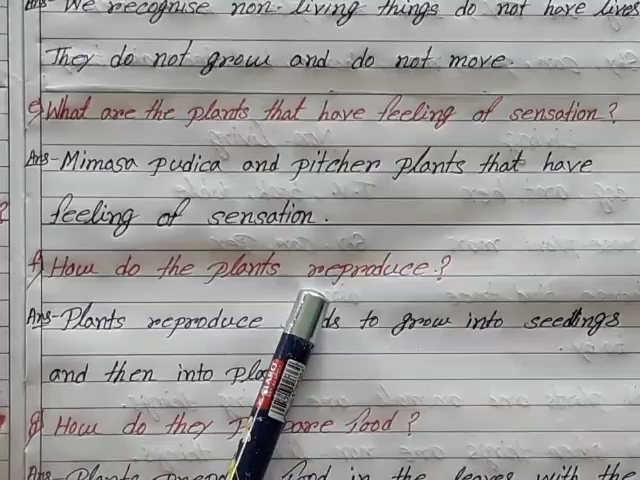 Ans- We recognise non-living things do not have lives
They do not grow and do not move.
e) What are the plants that have feeling of sensation?
Ans- Mimosa pudica and pitcher plants that have
feeling of sensation.
f) How do the plants reproduce?
Ans- Plants reproduce ds to grow into seedlings
and then into pla
g) How do they P pare food?
Ans- Plants food in the leaves with the